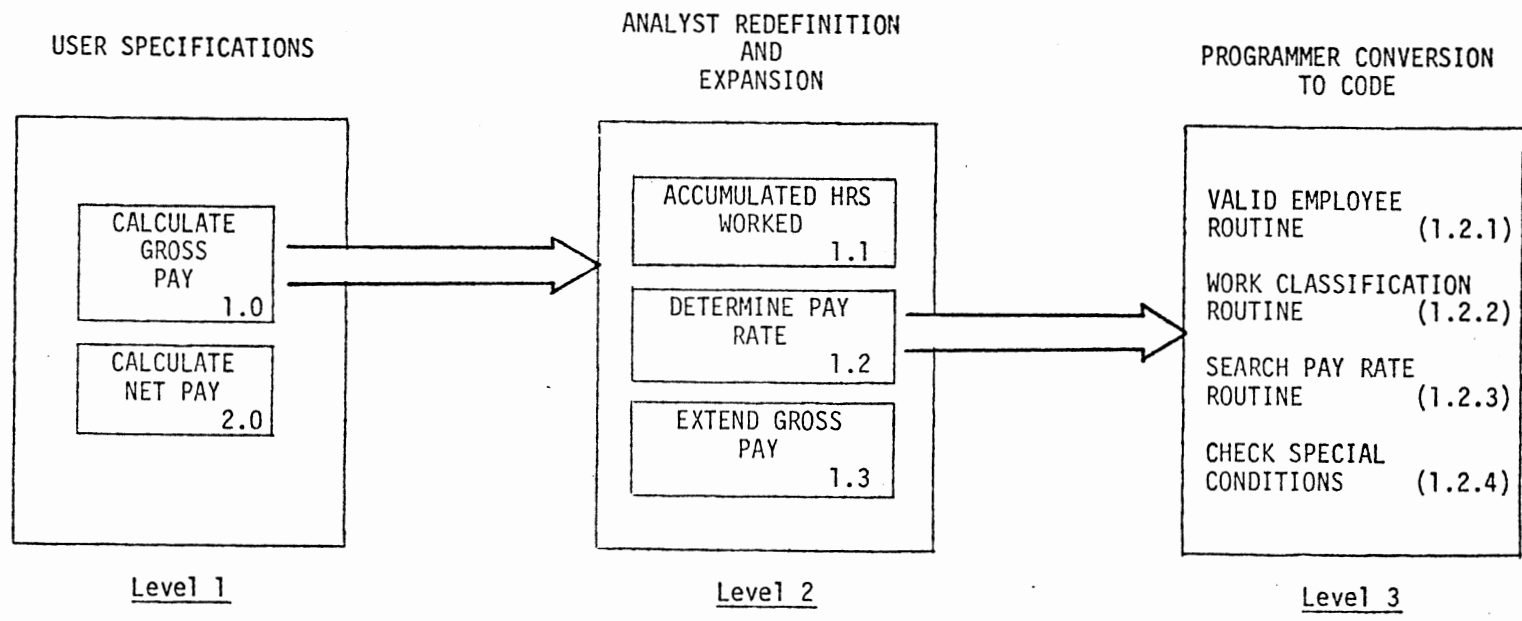 USER SPECIFICATIONS
CALCULATE
GROSS
PAY
1.0
CALCULATE
NET PAY
2.0
Level 1
ANALYST REDEFINITION
AND
EXPANSION
ACCUMULATED HRS
WORKED
1.1
DETERMINE PAY
RATE
1.2
EXTEND GROSS
PAY
1.3
Level 2
PROGRAMMER CONVERSION
TO CODE
VALID EMPLOYEE
ROUTINE (1.2.1)
WORK CLASSIFICATION
ROUTINE (1.2.2)
SEARCH PAY RATE
ROUTINE (1.2.3)
CHECK SPECIAL
CONDITIONS (1.2.4)
Level 3